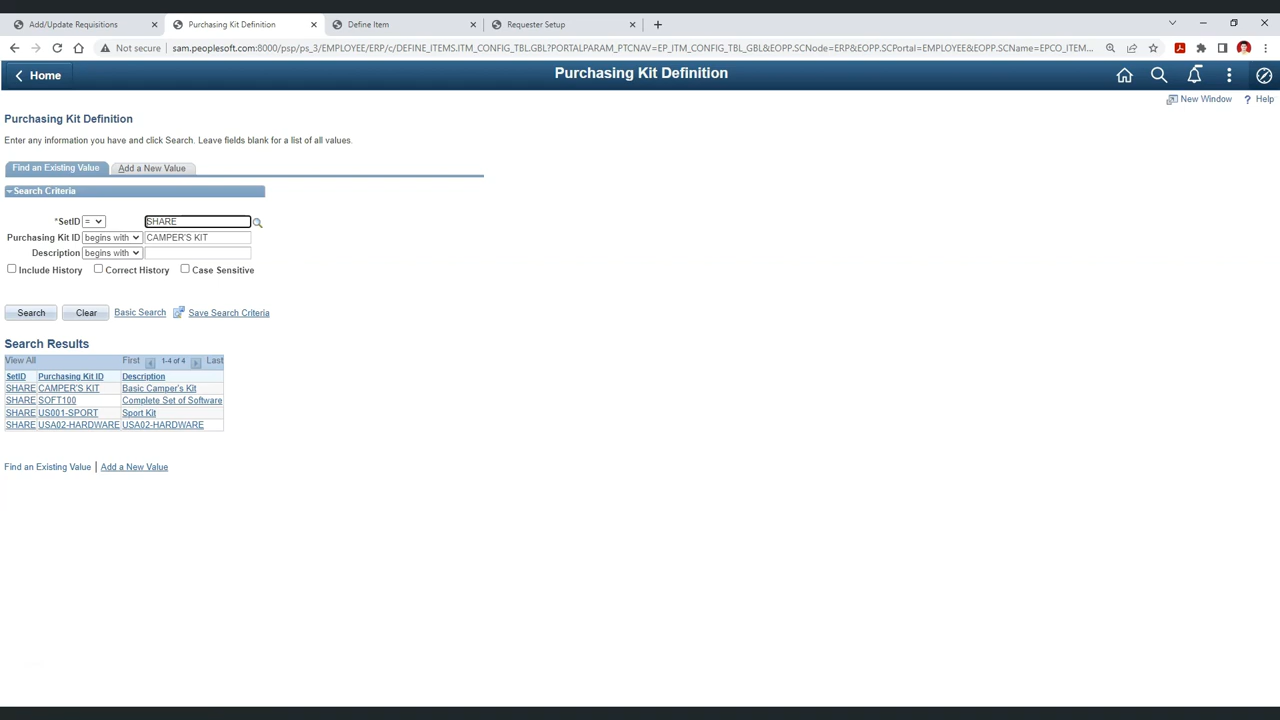 Add/Update Requisitions
Purchasing Kit Definition
Define Item
Requester Setup
Not secure
sam.peoplesoft.com:8000/psp/ps_3/EMPLOYEE/ERP/c/DEFINE_ITEMS.ITM_CONFIG_TBL.GBL?PORTALPARAM_PTCNAV=EP_ITM_CONFIG_TBL_GBL&EOPP.SCNode=ERP&EOPP.SCPortal=EMPLOYEE&EOPP.SCName=EPCO_ITEM...
Home
Purchasing Kit Definition
New Window
? Help
Purchasing Kit Definition
Enter any information you have and click Search. Leave fields blank for a list of all values.
Find an Existing Value
Add a New Value
Search Criteria
*SetID = SHARE
Purchasing Kit ID begins with CAMPER'S KIT
Description begins with
Include History Correct History Case Sensitive
Search Clear Basic Search Save Search Criteria
Search Results
View All First 1-4 of 4 Last
SetID Purchasing Kit ID Description
SHARE CAMPER'S KIT Basic Camper's Kit
SHARE SOFT100 Complete Set of Software
SHARE US001-SPORT Sport Kit
SHARE USA02-HARDWARE USA02-HARDWARE
Find an Existing Value | Add a New Value